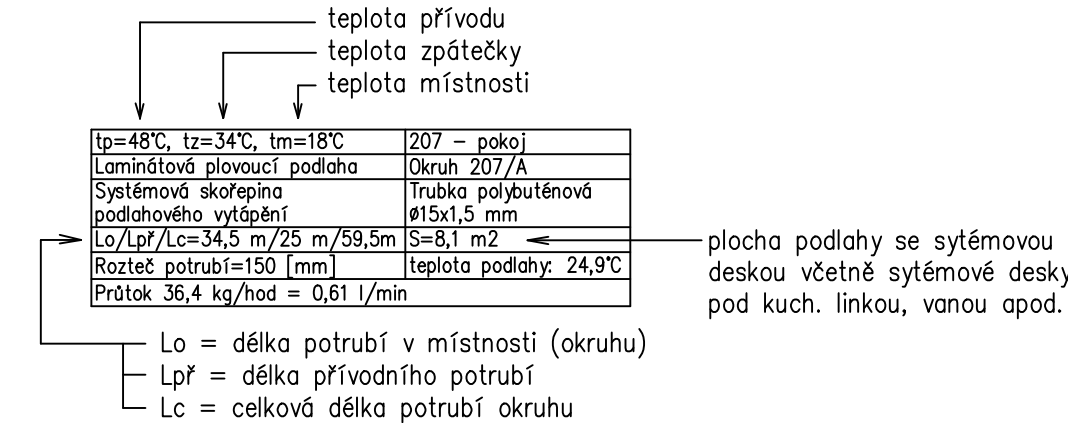 teplota přívodu
teplota zpátečky
teplota místnosti
tp=48°C, tz=34°C, tm=18°C
207 – pokoj
Laminátová plovoucí podlaha
Okruh 207/A
Systémová skořepina
podlahového vytápění
Trubka polybuténová
ø15x1,5 mm
Lo/Lpř/Lc=34,5 m/25 m/59,5m
S=8,1 m2
Rozteč potrubí=150 [mm]
teplota podlahy: 24,9°C
Průtok 36,4 kg/hod = 0,61 l/min
plocha podlahy se sytémovou
deskou včetně sytémové desky
pod kuch. linkou, vanou apod.
Lo = délka potrubí v místnosti (okruhu)
Lpř = délka přívodního potrubí
Lc = celková délka potrubí okruhu